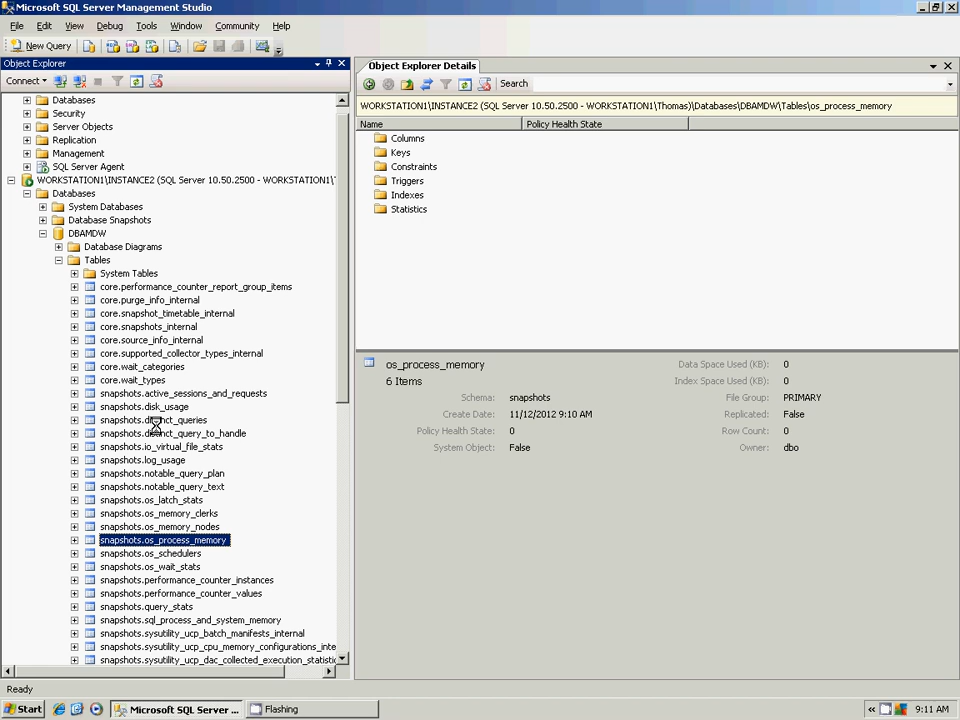 Microsoft SQL Server Management Studio
File Edit View Debug Tools Window Community Help
New Query
Object Explorer
Connect
Databases
Security
Server Objects
Replication
Management
SQL Server Agent
WORKSTATION1\INSTANCE2 (SQL Server 10.50.2500 - WORKSTATION1\
Databases
System Databases
Database Snapshots
DBAMDW
Database Diagrams
Tables
System Tables
core.performance_counter_report_group_items
core.purge_info_internal
core.snapshot_timetable_internal
core.snapshots_internal
core.source_info_internal
core.supported_collector_types_internal
core.wait_categories
core.wait_types
snapshots.active_sessions_and_requests
snapshots.disk_usage
snapshots.distinct_queries
snapshots.distinct_query_to_handle
snapshots.io_virtual_file_stats
snapshots.log_usage
snapshots.notable_query_plan
snapshots.notable_query_text
snapshots.os_latch_stats
snapshots.os_memory_clerks
snapshots.os_memory_nodes
snapshots.os_process_memory
snapshots.os_schedulers
snapshots.os_wait_stats
snapshots.performance_counter_instances
snapshots.performance_counter_values
snapshots.query_stats
snapshots.sql_process_and_system_memory
snapshots.sysutility_ucp_batch_manifests_internal
snapshots.sysutility_ucp_cpu_memory_configurations_inte
snapshots.sysutility_ucp_dac_collected_execution_statistic
Object Explorer Details
Search
WORKSTATION1\INSTANCE2 (SQL Server 10.50.2500 - WORKSTATION1\Thomas)\Databases\DBAMDW\Tables\os_process_memory
Name Policy Health State
Columns
Keys
Constraints
Triggers
Indexes
Statistics
os_process_memory
6 Items
Data Space Used (KB): 0
Index Space Used (KB): 0
Schema: snapshots File Group: PRIMARY
Create Date: 11/12/2012 9:10 AM Replicated: False
Policy Health State: 0 Row Count: 0
System Object: False Owner: dbo
Ready
Start Microsoft SQL Server ... Flashing « 9:11 AM